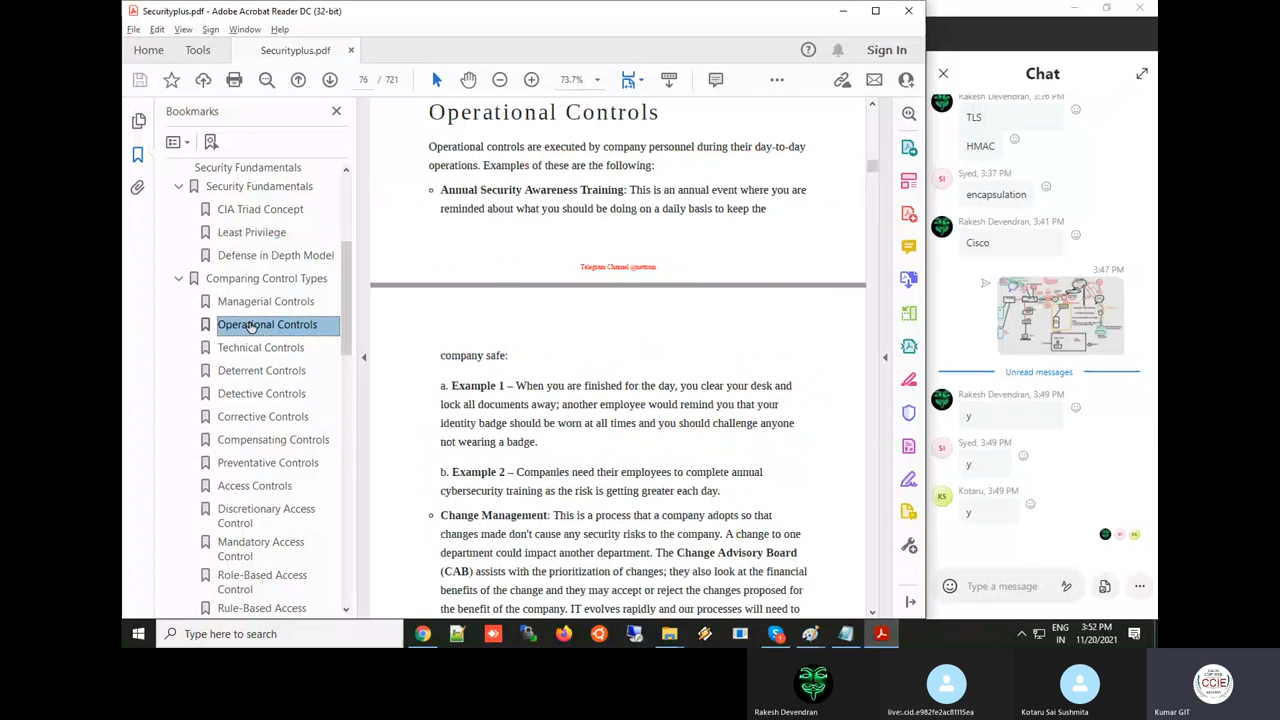 Securityplus.pdf - Adobe Acrobat Reader DC (32-bit)
File Edit View Sign Window Help
Home Tools Securityplus.pdf Sign In
76 / 721 73.7%
Bookmarks
Security Fundamentals
Security Fundamentals
CIA Triad Concept
Least Privilege
Defense in Depth Model
Comparing Control Types
Managerial Controls
Operational Controls
Technical Controls
Deterrent Controls
Detective Controls
Corrective Controls
Compensating Controls
Preventative Controls
Access Controls
Discretionary Access
Control
Mandatory Access
Control
Role-Based Access
Control
Rule-Based Access
Operational Controls
Operational controls are executed by company personnel during their day-to-day
operations. Examples of these are the following:
Annual Security Awareness Training: This is an annual event where you are
reminded about what you should be doing on a daily basis to keep the
company safe:
a. Example 1 – When you are finished for the day, you clear your desk and
lock all documents away; another employee would remind you that your
identity badge should be worn at all times and you should challenge anyone
not wearing a badge.
b. Example 2 – Companies need their employees to complete annual
cybersecurity training as the risk is getting greater each day.
Change Management: This is a process that a company adopts so that
changes made don't cause any security risks to the company. A change to one
department could impact another department. The Change Advisory Board
(CAB) assists with the prioritization of changes; they also look at the financial
benefits of the change and they may accept or reject the changes proposed for
the benefit of the company. IT evolves rapidly and our processes will need to
Chat
Rakesh Devendran, 3:36 PM
TLS
HMAC
SI
Syed, 3:37 PM
encapsulation
Rakesh Devendran, 3:41 PM
Cisco
3:47 PM
Unread messages
Rakesh Devendran, 3:49 PM
y
SI
Syed, 3:49 PM
y
KS
Kotaru, 3:49 PM
y
Type a message
Type here to search
ENG
IN
3:52 PM
11/20/2021
CCIE
Rakesh Devendran
Kotaru Sai Sushmita
Kumar GIT